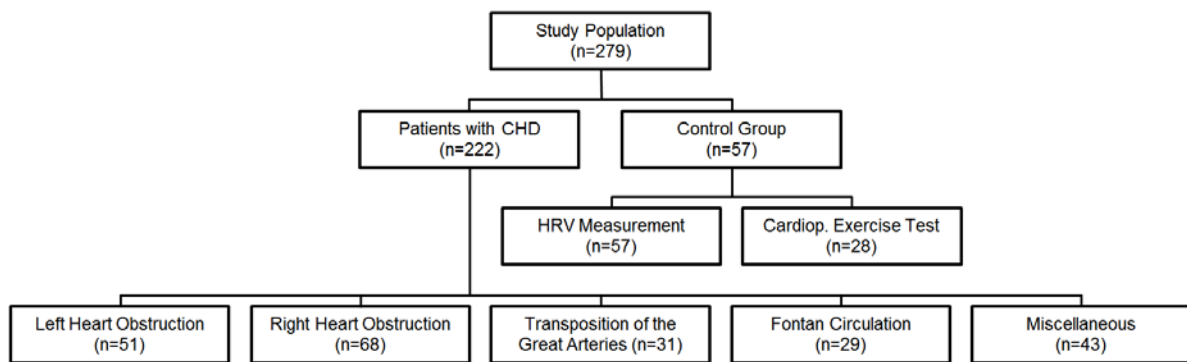 Study Population
(n=279)
Patients with CHD
(n=222)
Control Group
(n=57)
HRV Measurement
(n=57)
Cardiop. Exercise Test
(n=28)
Left Heart Obstruction
(n=51)
Right Heart Obstruction
(n=68)
Transposition of the
Great Arteries (n=31)
Fontan Circulation
(n=29)
Miscellaneous
(n=43)